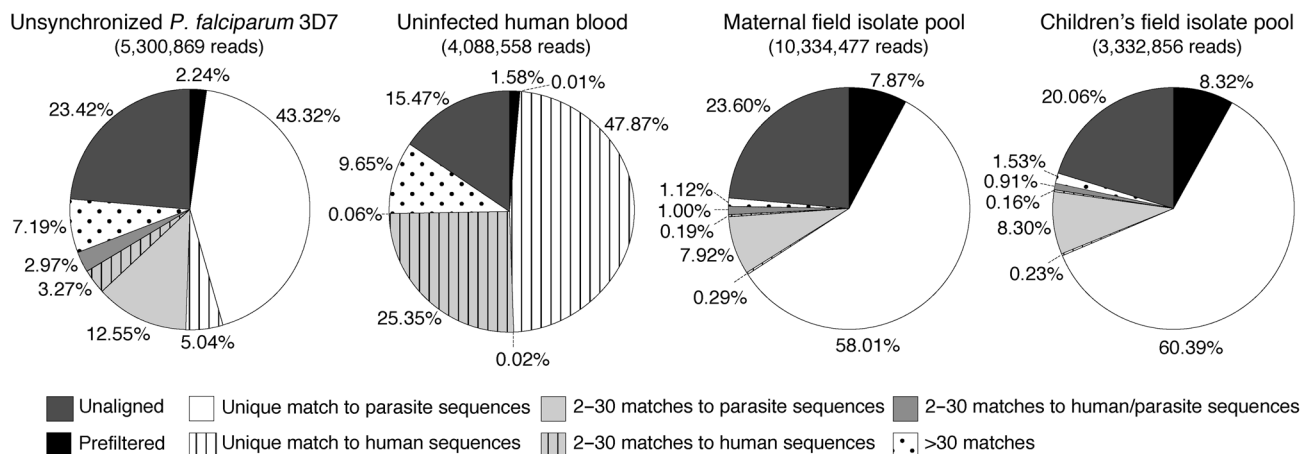 Unsynchronized P. falciparum 3D7
(5,300,869 reads)
2.24%
43.32%
23.42%
7.19%
2.97%
3.27%
12.55%
5.04%
Uninfected human blood
(4,088,558 reads)
1.58%
0.01%
47.87%
15.47%
9.65%
0.06%
25.35%
0.02%
Maternal field isolate pool
(10,334,477 reads)
7.87%
23.60%
1.12%
1.00%
0.19%
7.92%
0.29%
58.01%
Children's field isolate pool
(3,332,856 reads)
8.32%
20.06%
1.53%
0.91%
0.16%
8.30%
0.23%
60.39%
Unaligned
Unique match to parasite sequences
2–30 matches to parasite sequences
2–30 matches to human/parasite sequences
Prefiltered
Unique match to human sequences
2–30 matches to human sequences
>30 matches